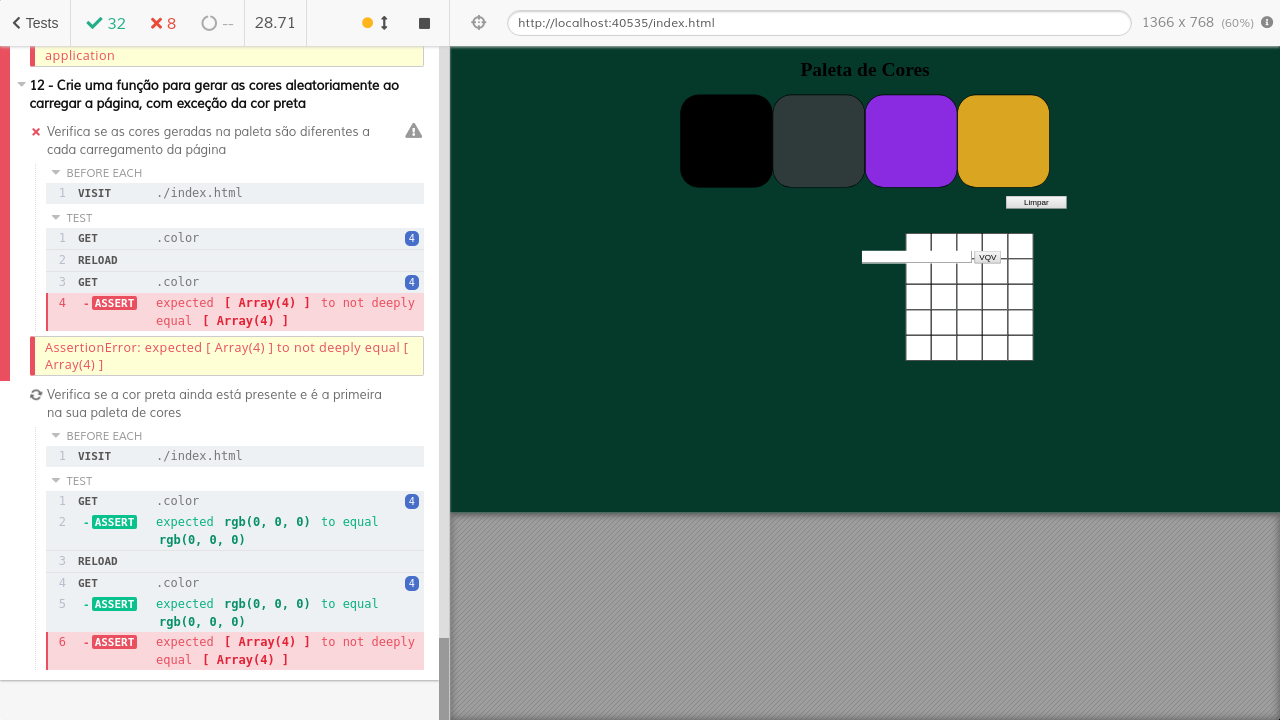 Tests
32
8
--
28.71
http://localhost:40535/index.html
1366 x 768 (60%)
application
12 - Crie uma função para gerar as cores aleatoriamente ao
carregar a página, com exceção da cor preta
Verifica se as cores geradas na paleta são diferentes a
cada carregamento da página
BEFORE EACH
1 VISIT ./index.html
TEST
1 GET .color 4
2 RELOAD
3 GET .color 4
4 - ASSERT expected [ Array(4) ] to not deeply
equal [ Array(4) ]
AssertionError: expected [ Array(4) ] to not deeply equal [
Array(4) ]
Verifica se a cor preta ainda está presente e é a primeira
na sua paleta de cores
BEFORE EACH
1 VISIT ./index.html
TEST
1 GET .color 4
2 - ASSERT expected rgb(0, 0, 0) to equal
rgb(0, 0, 0)
3 RELOAD
4 GET .color 4
5 - ASSERT expected rgb(0, 0, 0) to equal
rgb(0, 0, 0)
6 - ASSERT expected [ Array(4) ] to not deeply
equal [ Array(4) ]
Paleta de Cores
Limpar
VQV